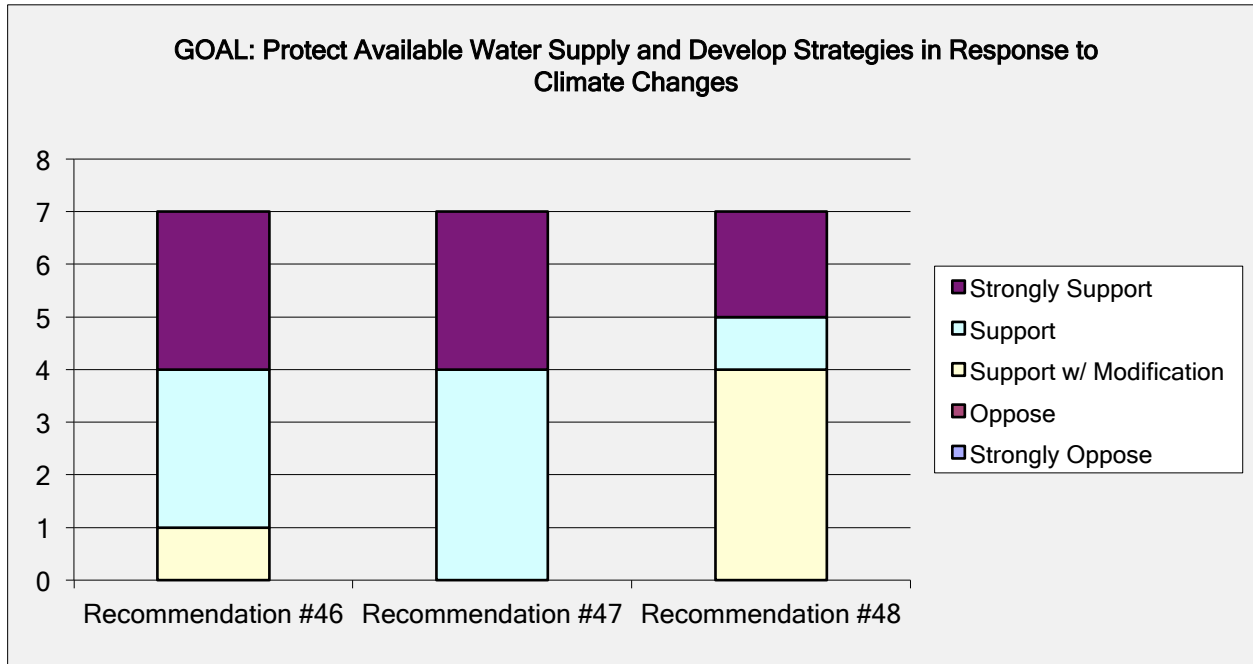 GOAL: Protect Available Water Supply and Develop Strategies in Response to
Climate Changes
8
7
6
5
4
3
2
1
0
Recommendation #46 Recommendation #47 Recommendation #48
Strongly Support
Support
Support w/ Modification
Oppose
Strongly Oppose